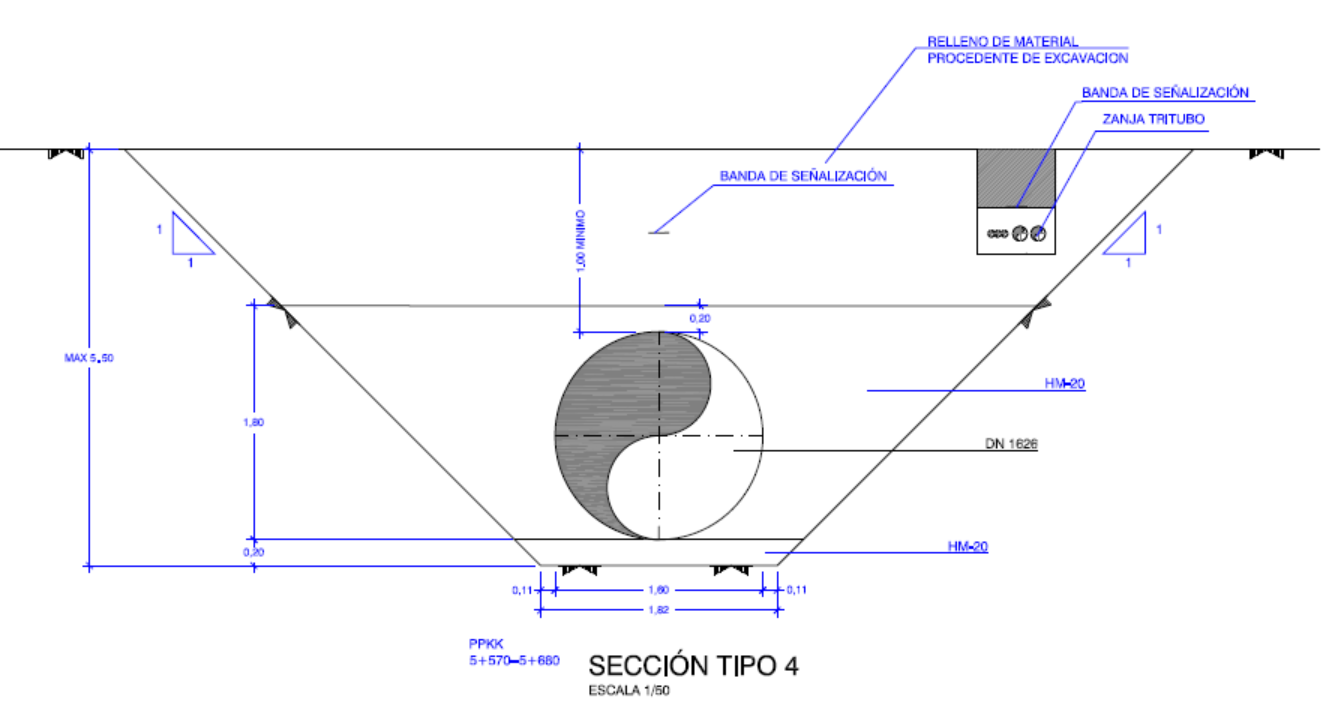 RELLENO DE MATERIAL
PROCEDENTE DE EXCAVACION
BANDA DE SEÑALIZACIÓN
ZANJA TRITUBO
BANDA DE SEÑALIZACIÓN
1
1
1,00 MINIMO
1
1
0,20
MAX 5,50
HM-20
1,80
DN 1626
0,20
HM-20
0,11
1,60
0,11
1,82
PPKK
5+570-5+680
SECCIÓN TIPO 4
ESCALA 1/50